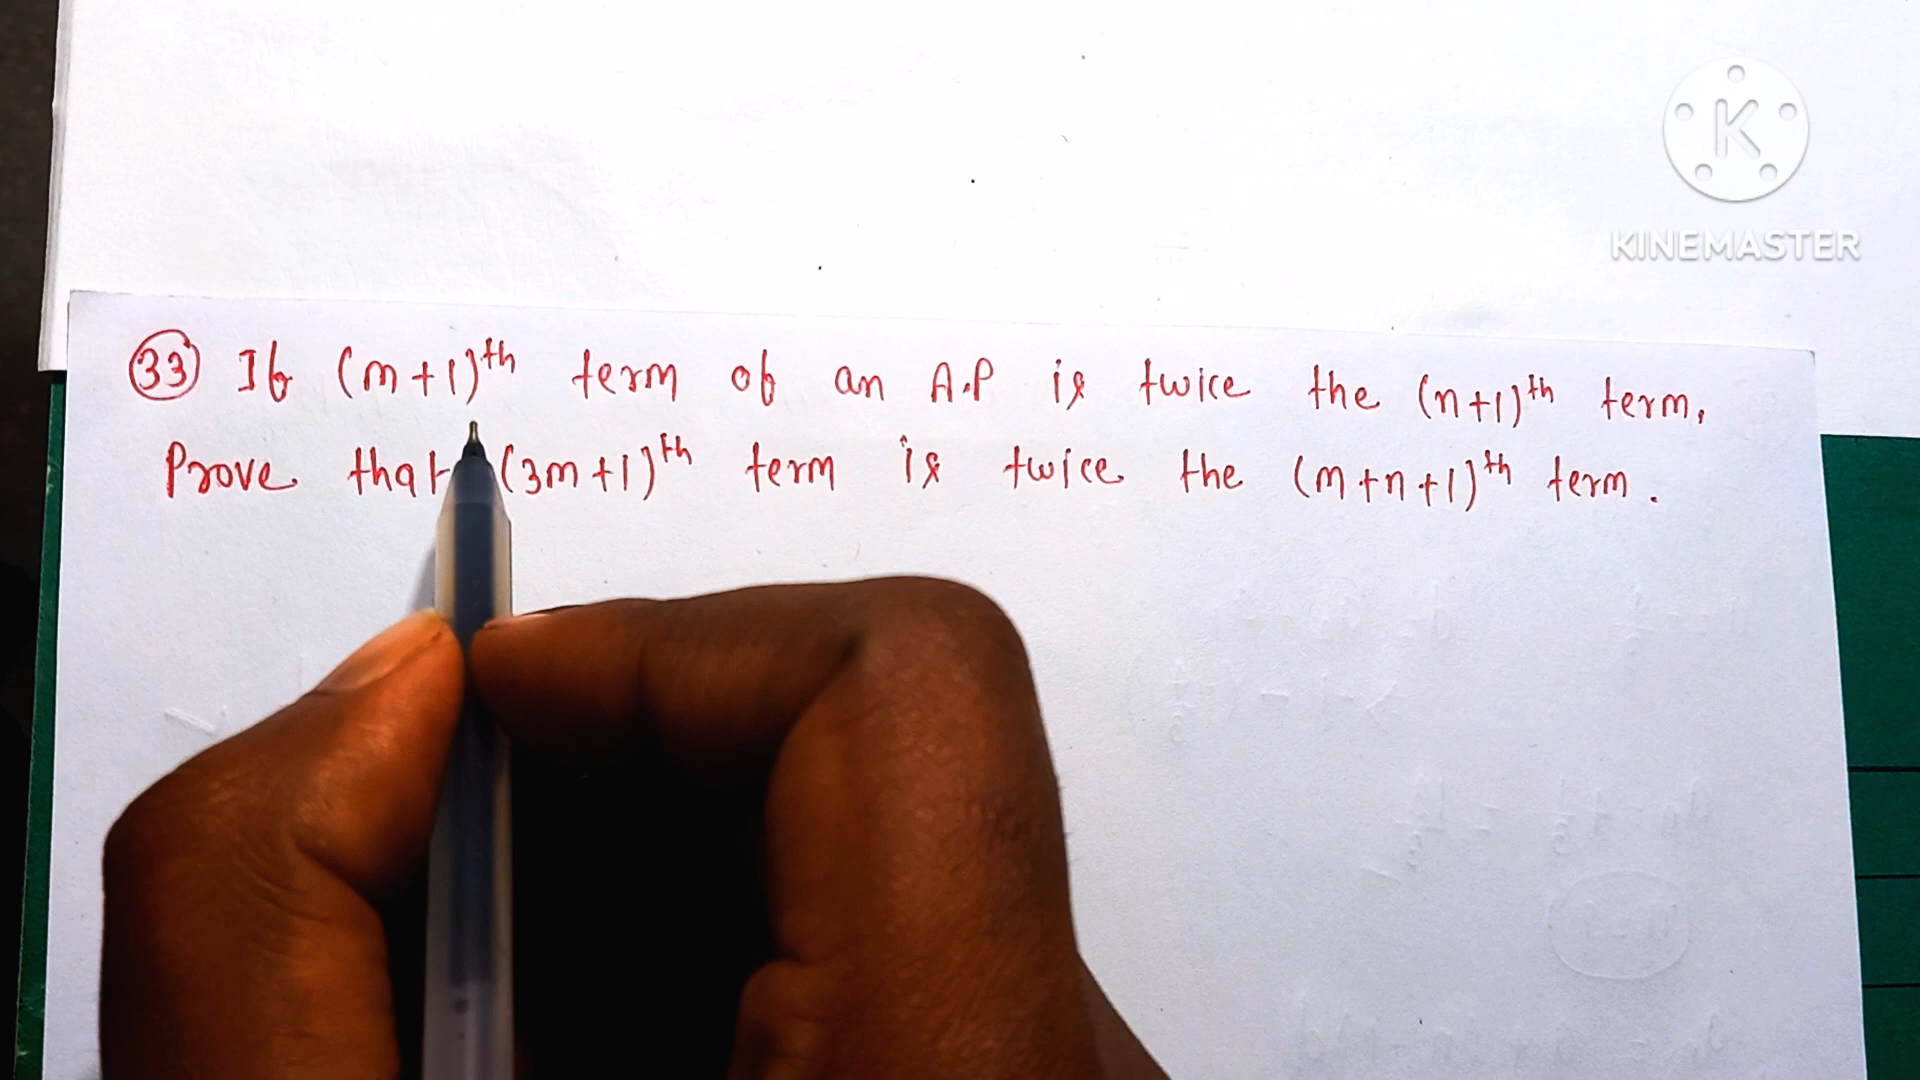 K
KINEMASTER
33 If (m+1)th term of an A.P is twice the (n+1)th term,
Prove that (3m+1)th term is twice the (m+n+1)th term.